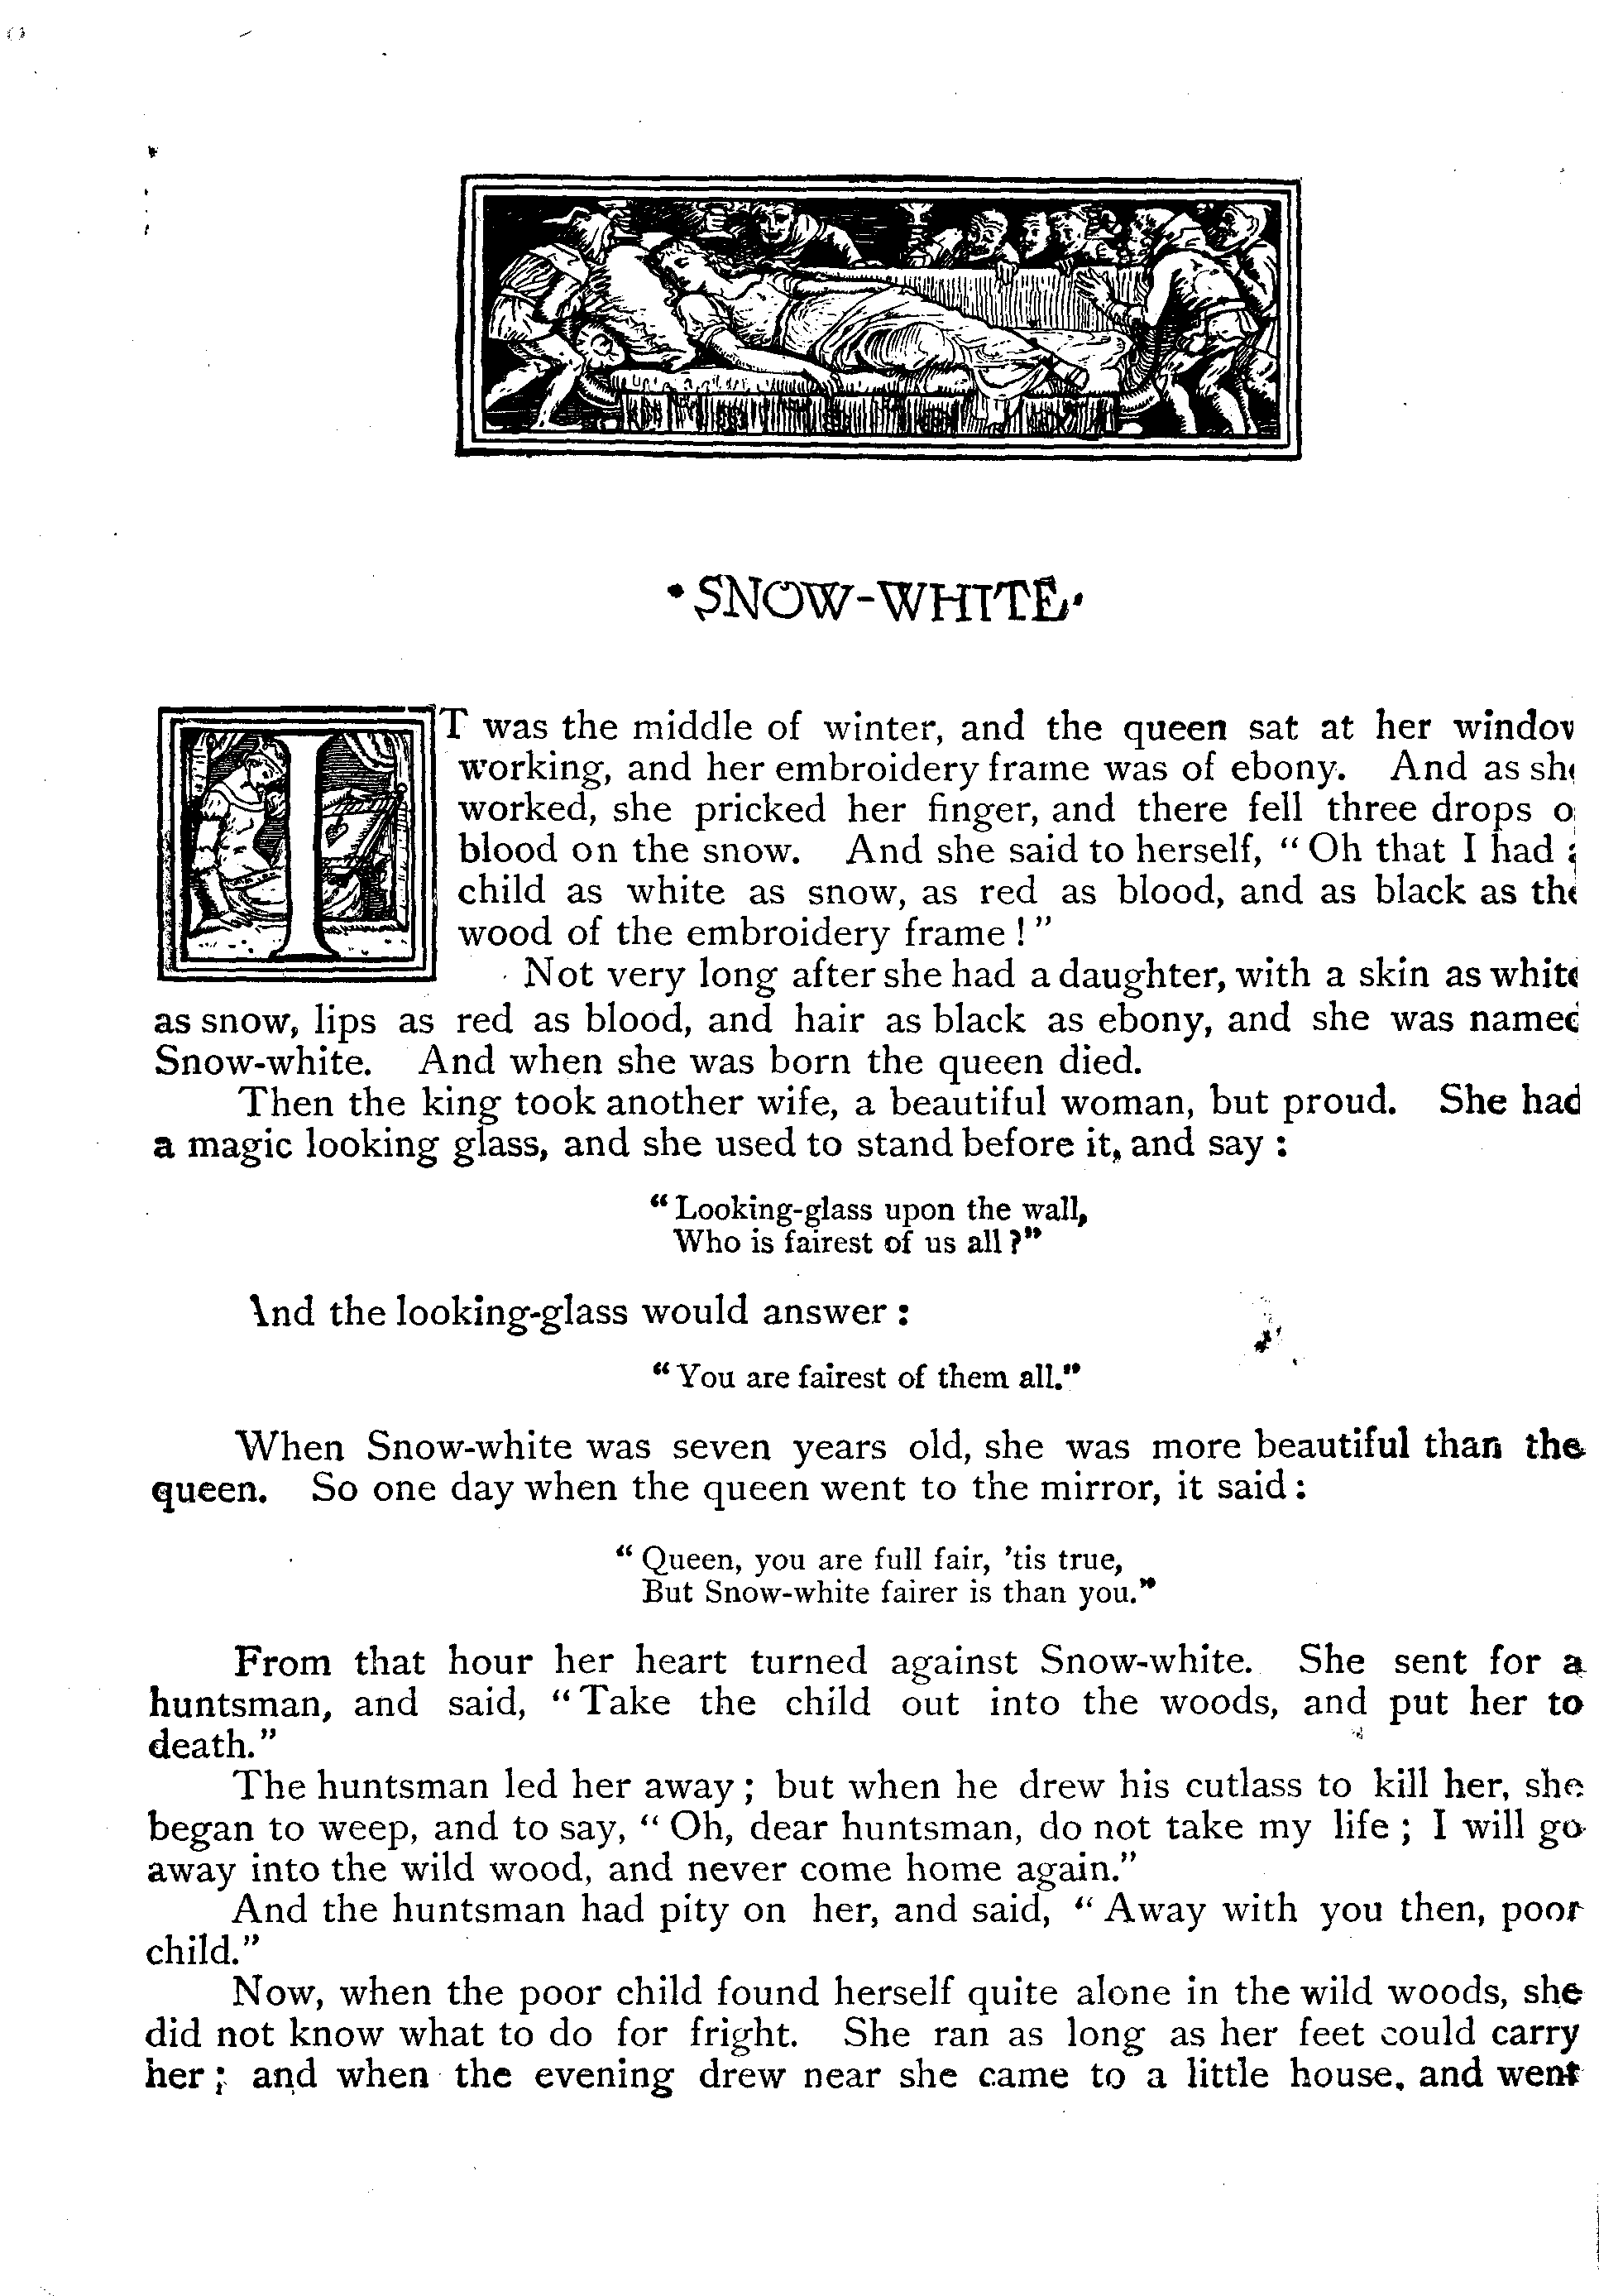 ·SNOW-WHITE·
IT was the middle of winter, and the queen sat at her window
working, and her embroidery frame was of ebony. And as she
worked, she pricked her finger, and there fell three drops o
blood on the snow. And she said to herself, “Oh that I had a
child as white as snow, as red as blood, and as black as the
wood of the embroidery frame!”
Not very long after she had a daughter, with a skin as white
as snow, lips as red as blood, and hair as black as ebony, and she was named
Snow-white. And when she was born the queen died.
Then the king took another wife, a beautiful woman, but proud. She had
a magic looking glass, and she used to stand before it, and say:
“Looking-glass upon the wall,
Who is fairest of us all?”
And the looking-glass would answer:
“You are fairest of them all.”
When Snow-white was seven years old, she was more beautiful than the
queen. So one day when the queen went to the mirror, it said:
“Queen, you are full fair, ’tis true,
But Snow-white fairer is than you.”
From that hour her heart turned against Snow-white. She sent for a
huntsman, and said, “Take the child out into the woods, and put her to
death.”
The huntsman led her away; but when he drew his cutlass to kill her, she
began to weep, and to say, “Oh, dear huntsman, do not take my life; I will go
away into the wild wood, and never come home again.”
And the huntsman had pity on her, and said, “Away with you then, poor
child.”
Now, when the poor child found herself quite alone in the wild woods, she
did not know what to do for fright. She ran as long as her feet could carry
her; and when the evening drew near she came to a little house, and went